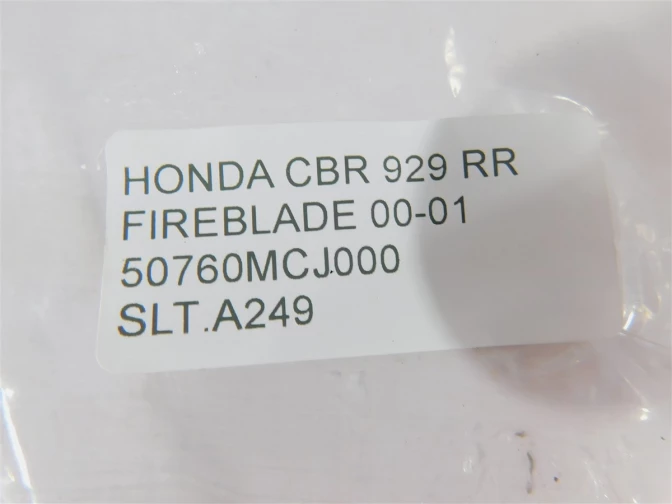 HONDA CBR 929 RR
FIREBLADE 00-01
50760MCJ000
SLT.A249